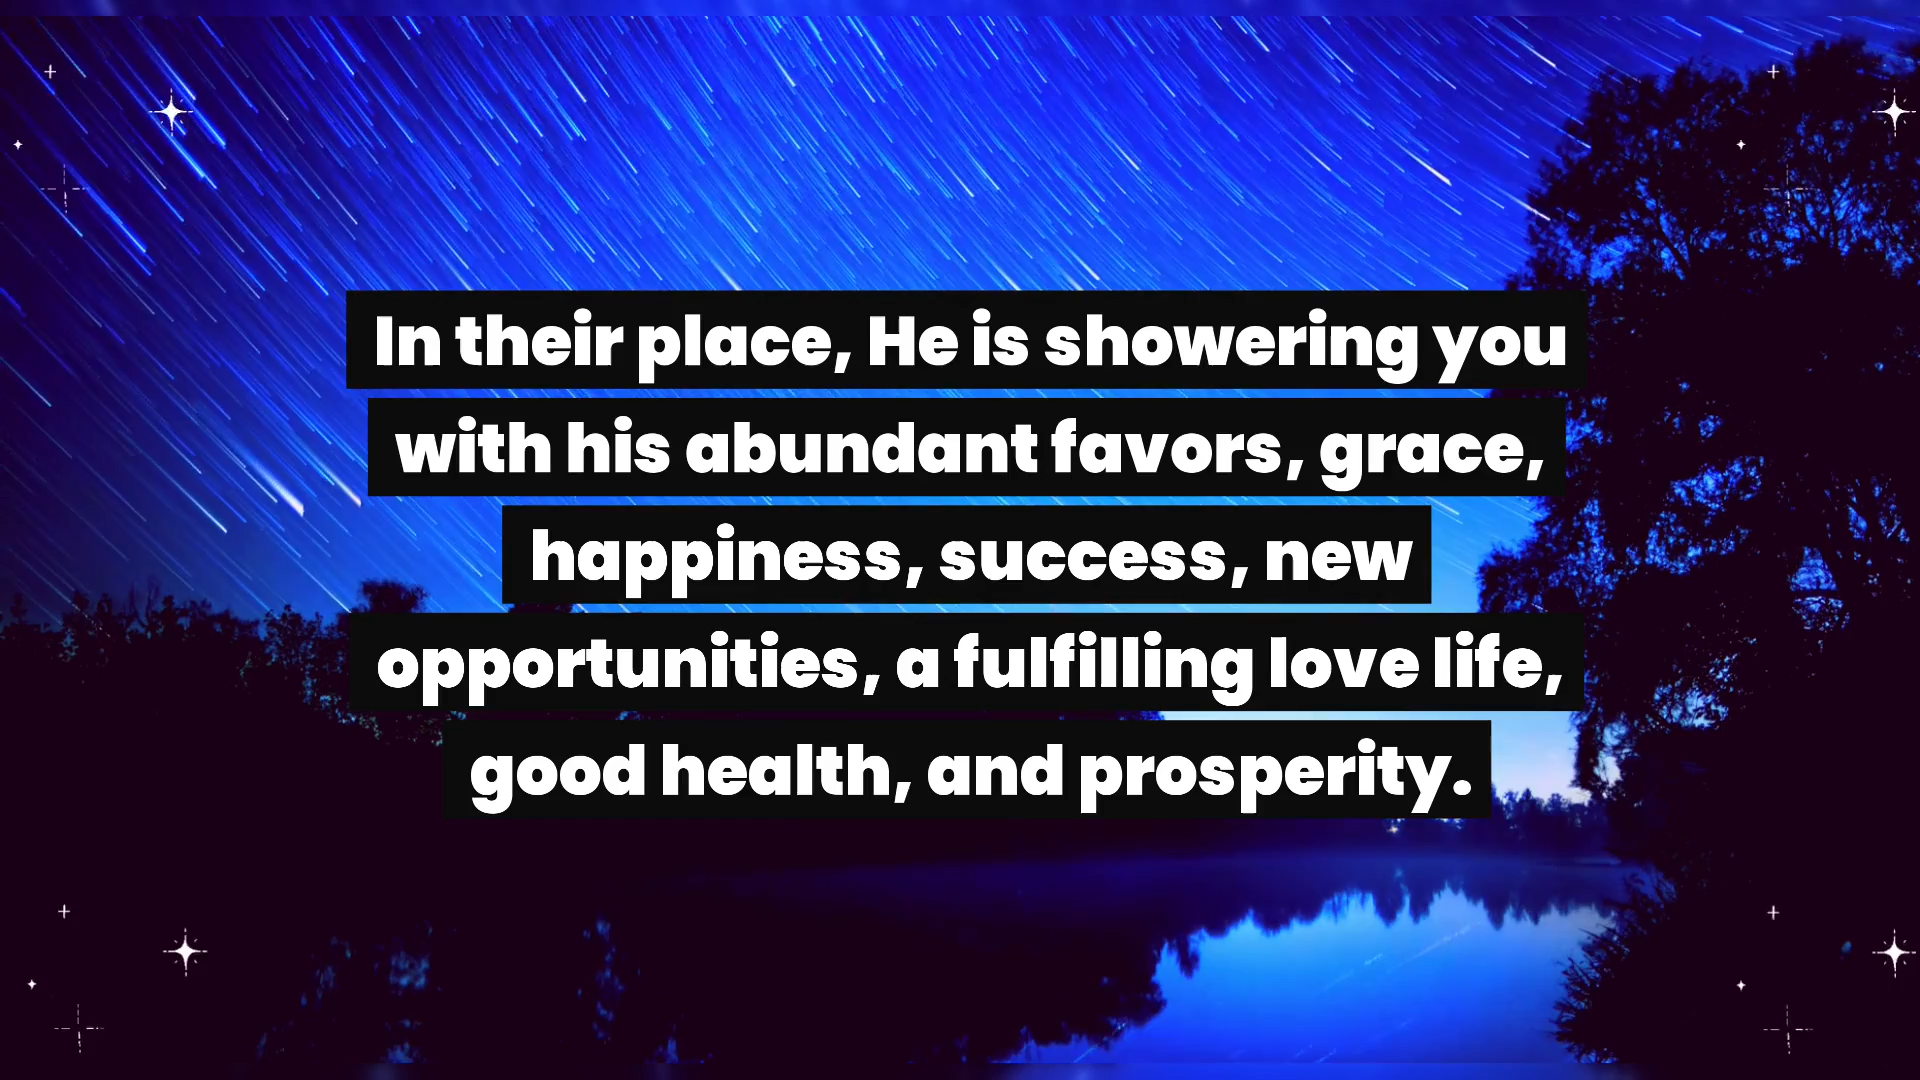 In their place, He is showering you
with his abundant favors, grace,
happiness, success, new
opportunities, a fulfilling love life,
good health, and prosperity.